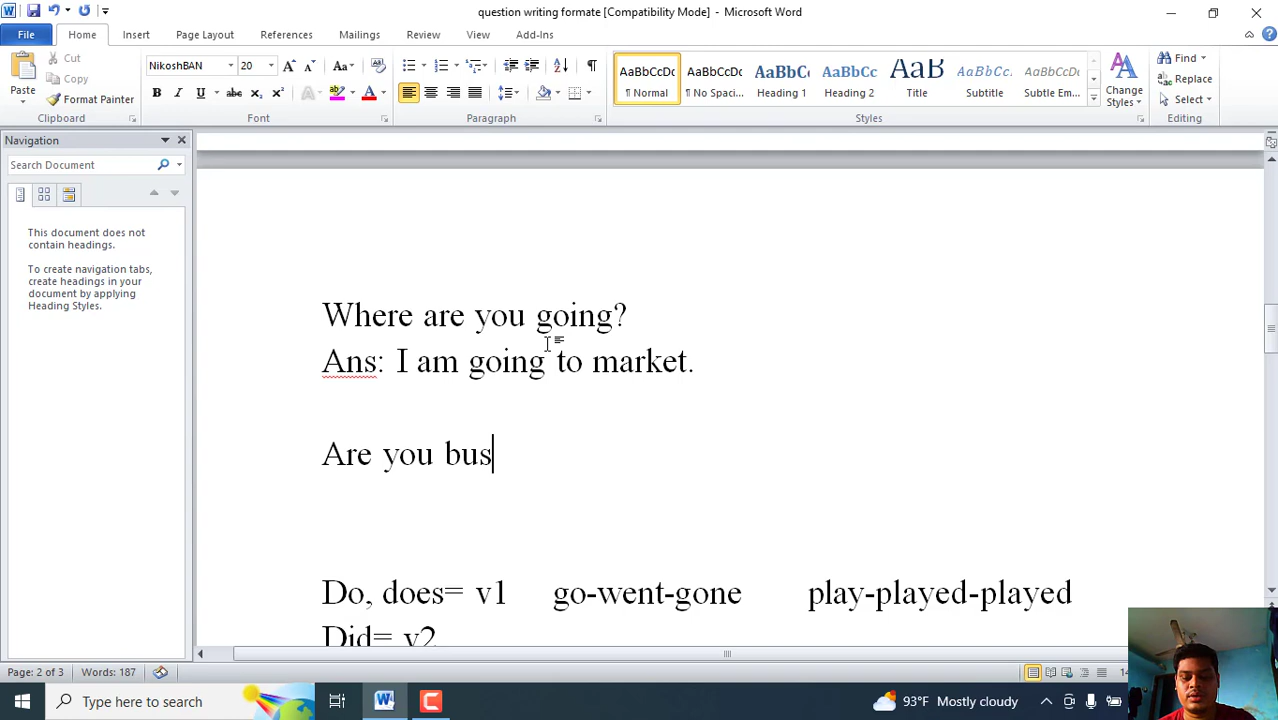 question writing formate [Compatibility Mode] - Microsoft Word
File Home Insert Page Layout References Mailings Review View Add-Ins
Paste
Cut
Copy
Format Painter
Clipboard
NikoshBAN 20
Font
Paragraph
AaBbCcDc AaBbCcDc AaBbCc AaBbCc AaB AaBbCcDc AaBbCcDc
¶ Normal ¶ No Spaci... Heading 1 Heading 2 Title Subtitle Subtle Em...
Styles
Change
Styles
Find
Replace
Select
Editing
Navigation
Search Document
This document does not
contain headings.
To create navigation tabs,
create headings in your
document by applying
Heading Styles.
Where are you going?
Ans: I am going to market.
Are you bus
Do, does= v1 go-went-gone play-played-played
Did= v2
Page: 2 of 3 Words: 187
Type here to search
93°F Mostly cloudy